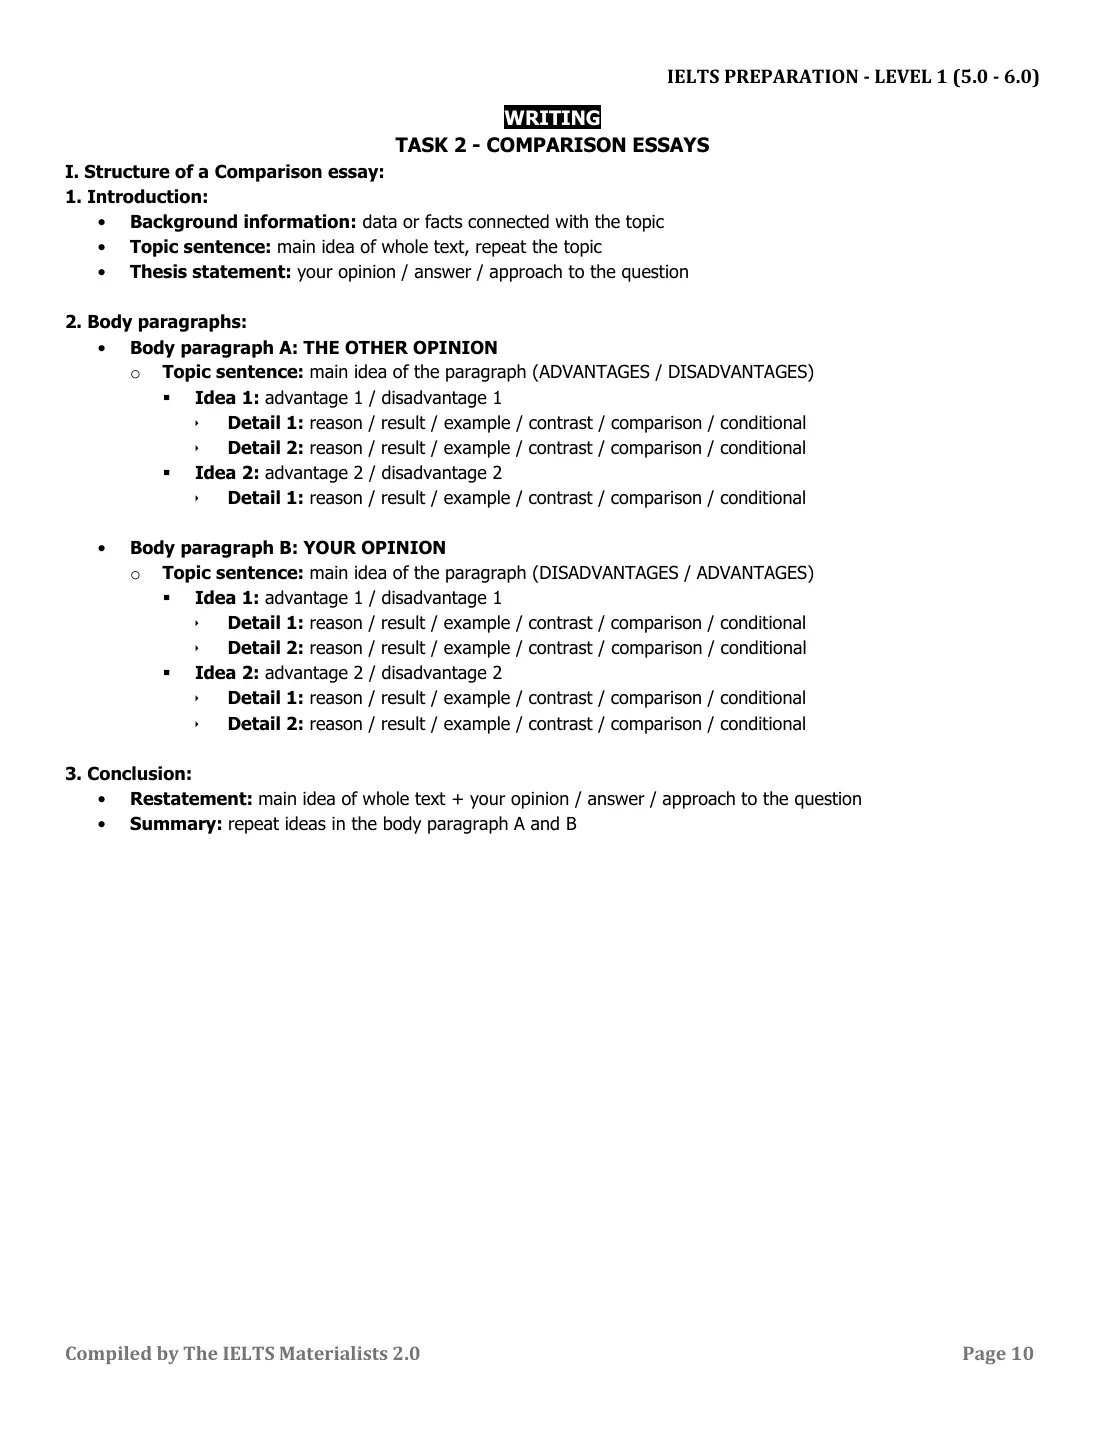 IELTS PREPARATION - LEVEL 1 (5.0 - 6.0)
WRITING
TASK 2 - COMPARISON ESSAYS
I. Structure of a Comparison essay:
1. Introduction:
• Background information: data or facts connected with the topic
• Topic sentence: main idea of whole text, repeat the topic
• Thesis statement: your opinion / answer / approach to the question
2. Body paragraphs:
• Body paragraph A: THE OTHER OPINION
o Topic sentence: main idea of the paragraph (ADVANTAGES / DISADVANTAGES)
▪ Idea 1: advantage 1 / disadvantage 1
‣ Detail 1: reason / result / example / contrast / comparison / conditional
‣ Detail 2: reason / result / example / contrast / comparison / conditional
▪ Idea 2: advantage 2 / disadvantage 2
‣ Detail 1: reason / result / example / contrast / comparison / conditional
• Body paragraph B: YOUR OPINION
o Topic sentence: main idea of the paragraph (DISADVANTAGES / ADVANTAGES)
▪ Idea 1: advantage 1 / disadvantage 1
‣ Detail 1: reason / result / example / contrast / comparison / conditional
‣ Detail 2: reason / result / example / contrast / comparison / conditional
▪ Idea 2: advantage 2 / disadvantage 2
‣ Detail 1: reason / result / example / contrast / comparison / conditional
‣ Detail 2: reason / result / example / contrast / comparison / conditional
3. Conclusion:
• Restatement: main idea of whole text + your opinion / answer / approach to the question
• Summary: repeat ideas in the body paragraph A and B
Compiled by The IELTS Materialists 2.0 Page 10